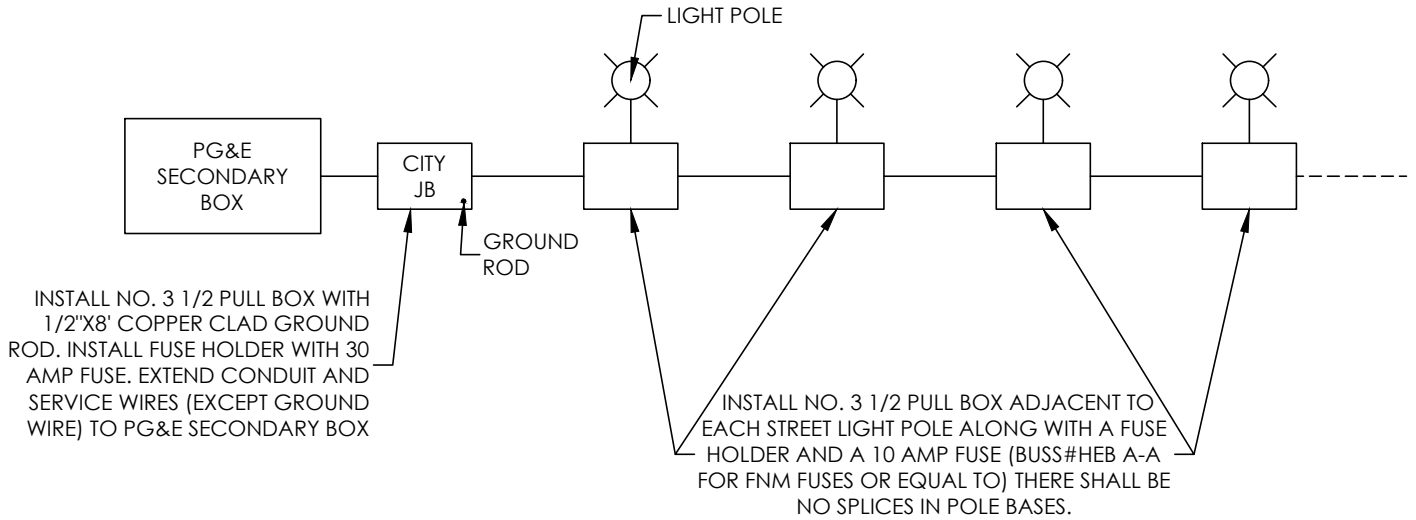 LIGHT POLE
PG&E
SECONDARY
BOX
CITY
JB
GROUND
ROD
INSTALL NO. 3 1/2 PULL BOX WITH
1/2"X8' COPPER CLAD GROUND
ROD. INSTALL FUSE HOLDER WITH 30
AMP FUSE. EXTEND CONDUIT AND
SERVICE WIRES (EXCEPT GROUND
WIRE) TO PG&E SECONDARY BOX
INSTALL NO. 3 1/2 PULL BOX ADJACENT TO
EACH STREET LIGHT POLE ALONG WITH A FUSE
HOLDER AND A 10 AMP FUSE (BUSS#HEB A-A
FOR FNM FUSES OR EQUAL TO) THERE SHALL BE
NO SPLICES IN POLE BASES.